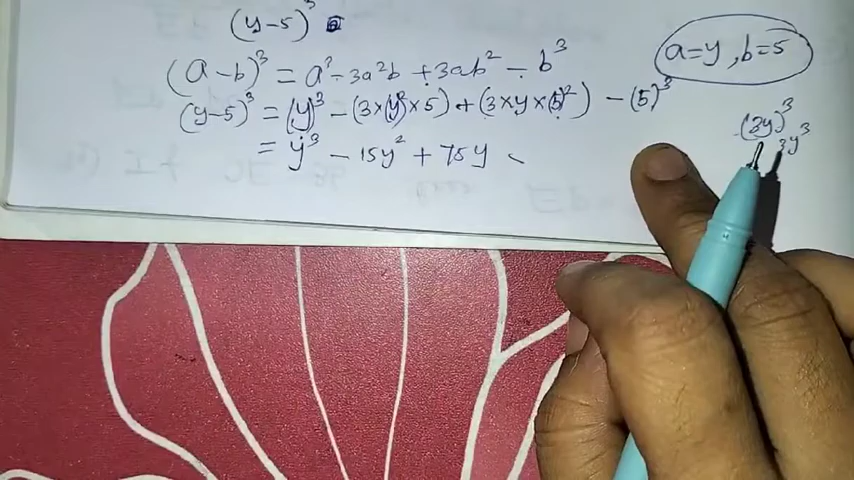 (y-5)³
(a-b)³ = a³ - 3a²b + 3ab² - b³
a=y, b=5
(y-5)³ = (y)³ - (3×(y)²×5) + (3×y×(5)²) - (5)³
(3y)³
3y³
= y³ - 15y² + 75y -